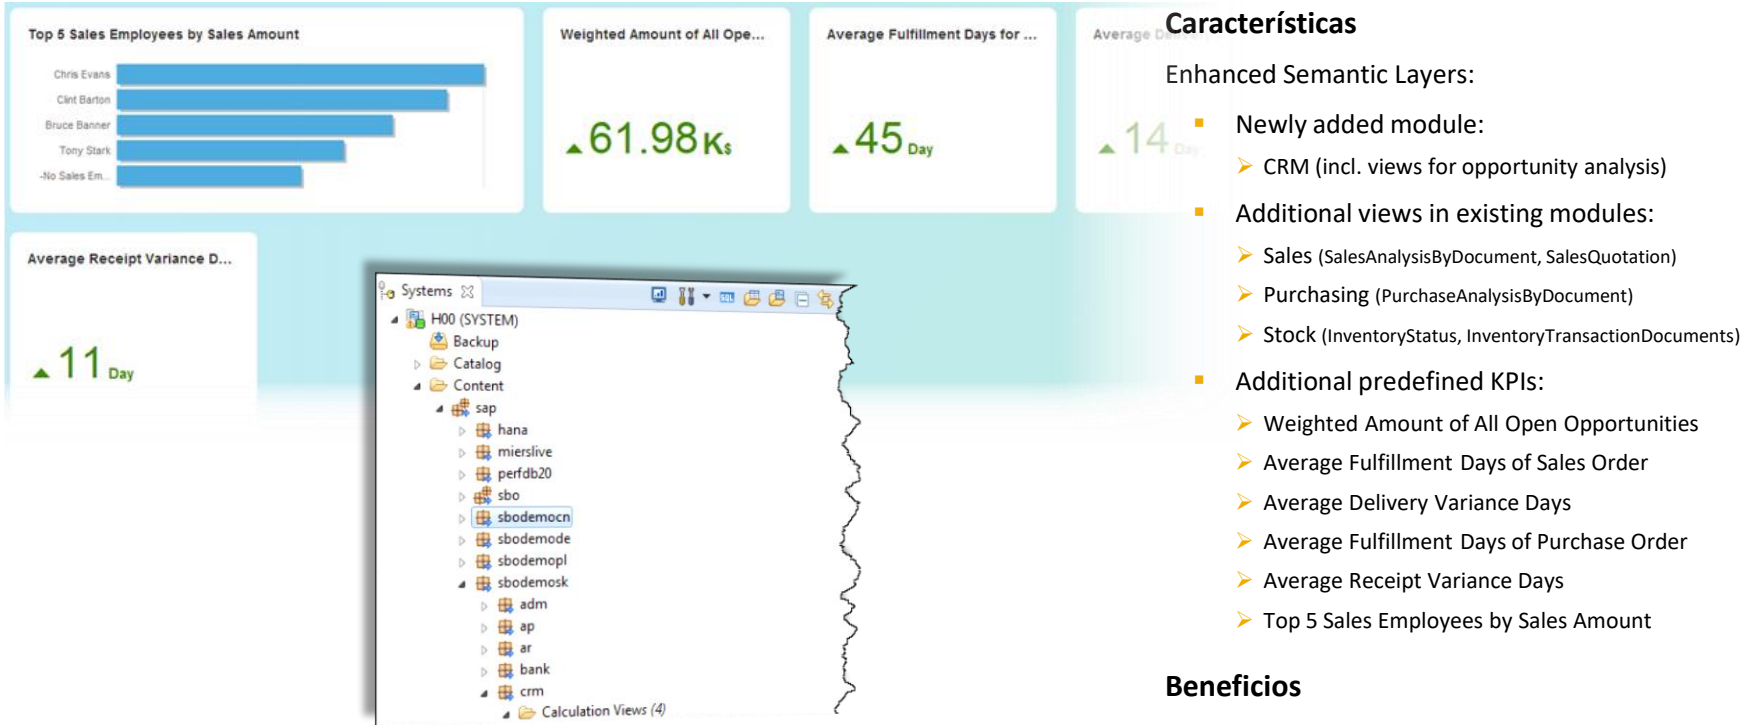 Top 5 Sales Employees by Sales Amount
Chris Evans
Clint Barton
Bruce Banner
Tony Stark
-No Sales Em...
Weighted Amount of All Ope...
61.98 K$
Average Fulfillment Days for ...
45 Day
Average
14 Day
Average Receipt Variance D...
11 Day
Systems
SQL
H00 (SYSTEM)
Backup
Catalog
Content
sap
hana
mierslive
perfdb20
sbo
sbodemocn
sbodemode
sbodemopl
sbodemosk
adm
ap
ar
bank
crm
Calculation Views (4)
Características
Enhanced Semantic Layers:
Newly added module:
CRM (incl. views for opportunity analysis)
Additional views in existing modules:
Sales (SalesAnalysisByDocument, SalesQuotation)
Purchasing (PurchaseAnalysisByDocument)
Stock (InventoryStatus, InventoryTransactionDocuments)
Additional predefined KPIs:
Weighted Amount of All Open Opportunities
Average Fulfillment Days of Sales Order
Average Delivery Variance Days
Average Fulfillment Days of Purchase Order
Average Receipt Variance Days
Top 5 Sales Employees by Sales Amount
Beneficios